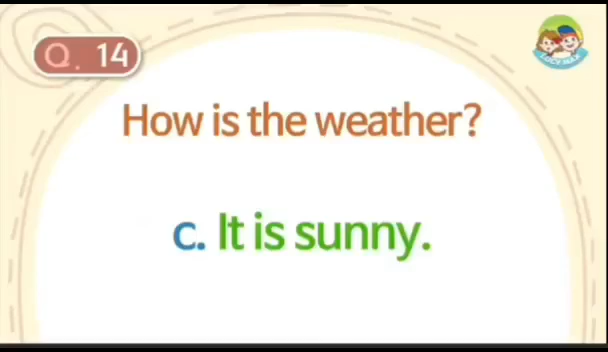 Q. 14
How is the weather?
c. It is sunny.